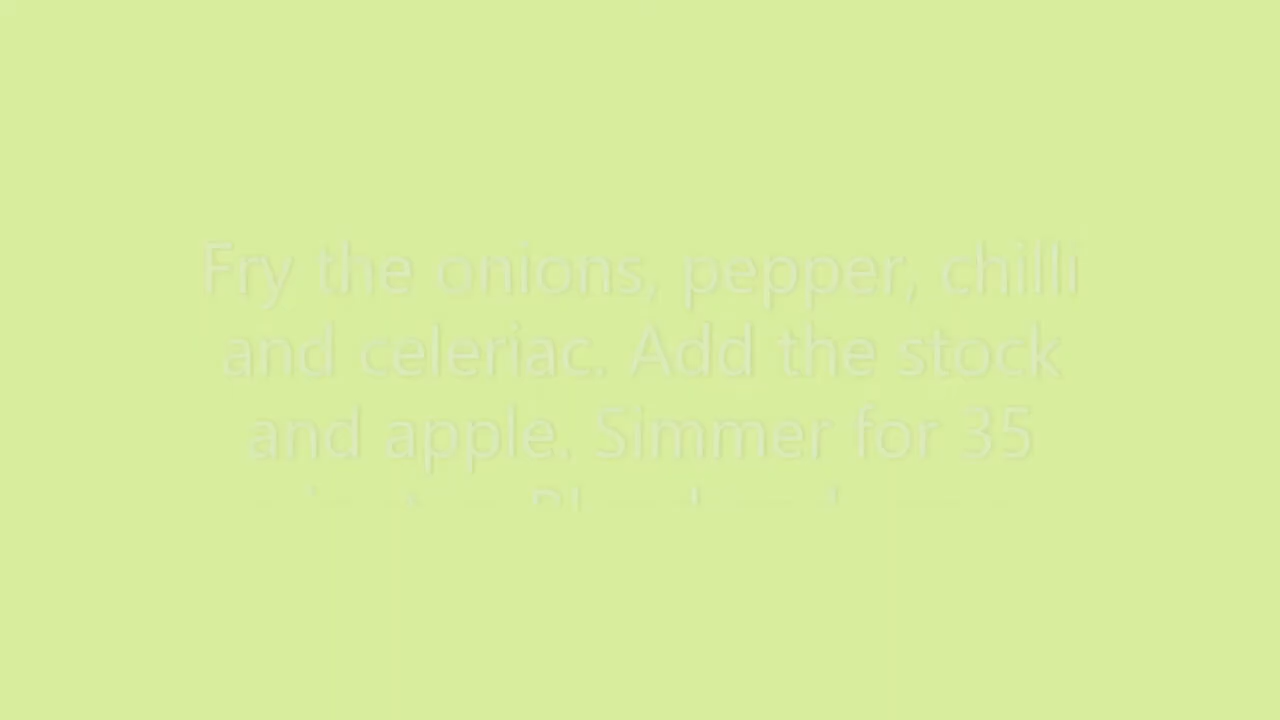 Fry the onions, pepper, chilli
and celeriac. Add the stock
and apple. Simmer for 35